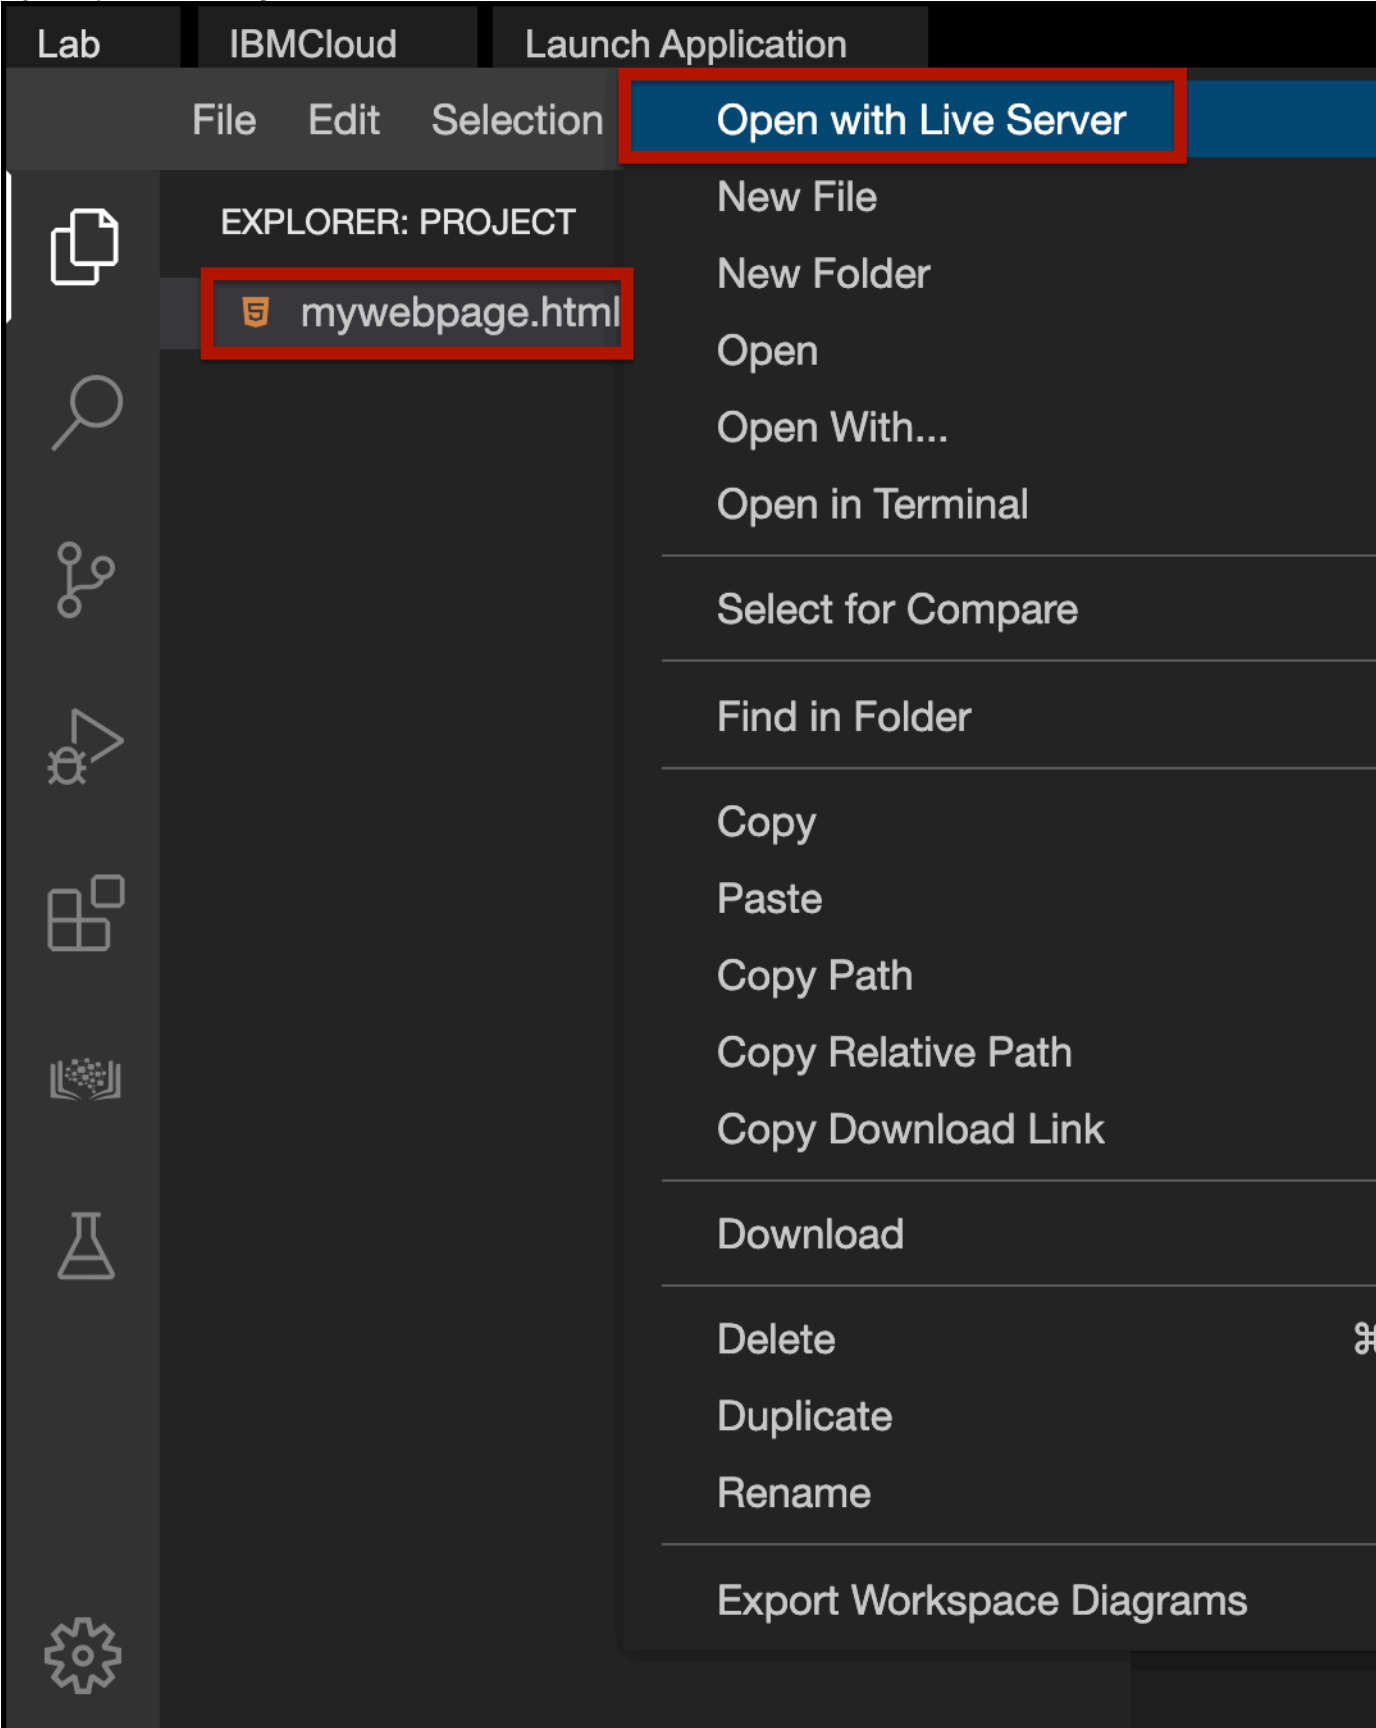 Lab IBMCloud Launch Application
File Edit Selection
Open with Live Server
EXPLORER: PROJECT
mywebpage.html
New File
New Folder
Open
Open With...
Open in Terminal
Select for Compare
Find in Folder
Copy
Paste
Copy Path
Copy Relative Path
Copy Download Link
Download
Delete ⌘
Duplicate
Rename
Export Workspace Diagrams